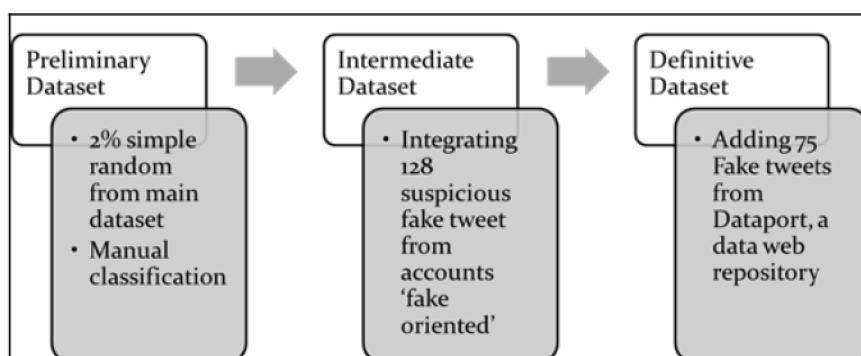 Preliminary
Dataset
• 2% simple
random
from main
dataset
• Manual
classification
Intermediate
Dataset
• Integrating
128
suspicious
fake tweet
from
accounts
‘fake
oriented’
Definitive
Dataset
• Adding 75
Fake tweets
from
Dataport, a
data web
repository